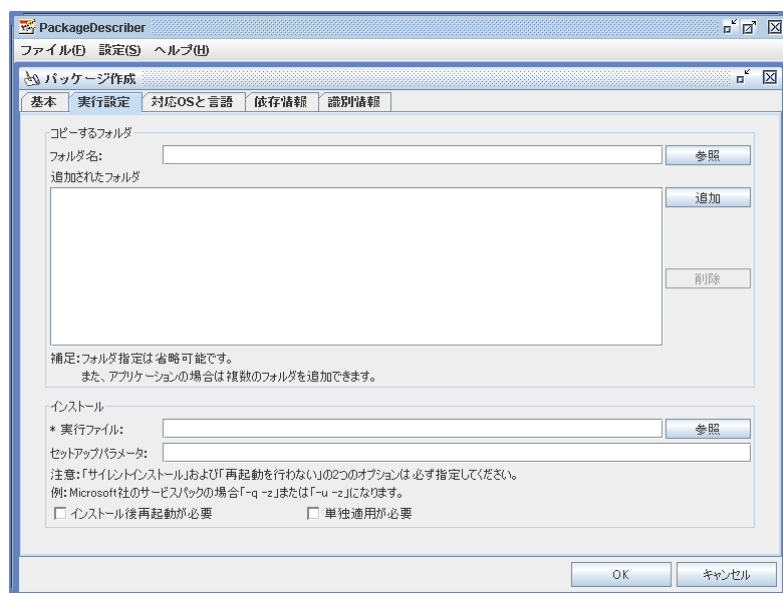 PackageDescriber
ファイル(F) 設定(S) ヘルプ(H)
パッケージ作成
基本 実行設定 対応OSと言語 依存情報 識別情報
コピーするフォルダ
フォルダ名: 参照
追加されたフォルダ
追加
削除
補足:フォルダ指定は省略可能です。
また、アプリケーションの場合は複数のフォルダを追加できます。
インストール
* 実行ファイル: 参照
セットアップパラメータ:
注意:「サイレントインストール」および「再起動を行わない」の2つのオプションは必ず指定してください。
例:Microsoft社のサービスパックの場合「-q -z」または「-u -z」になります。
インストール後再起動が必要 単独適用が必要
OK キャンセル